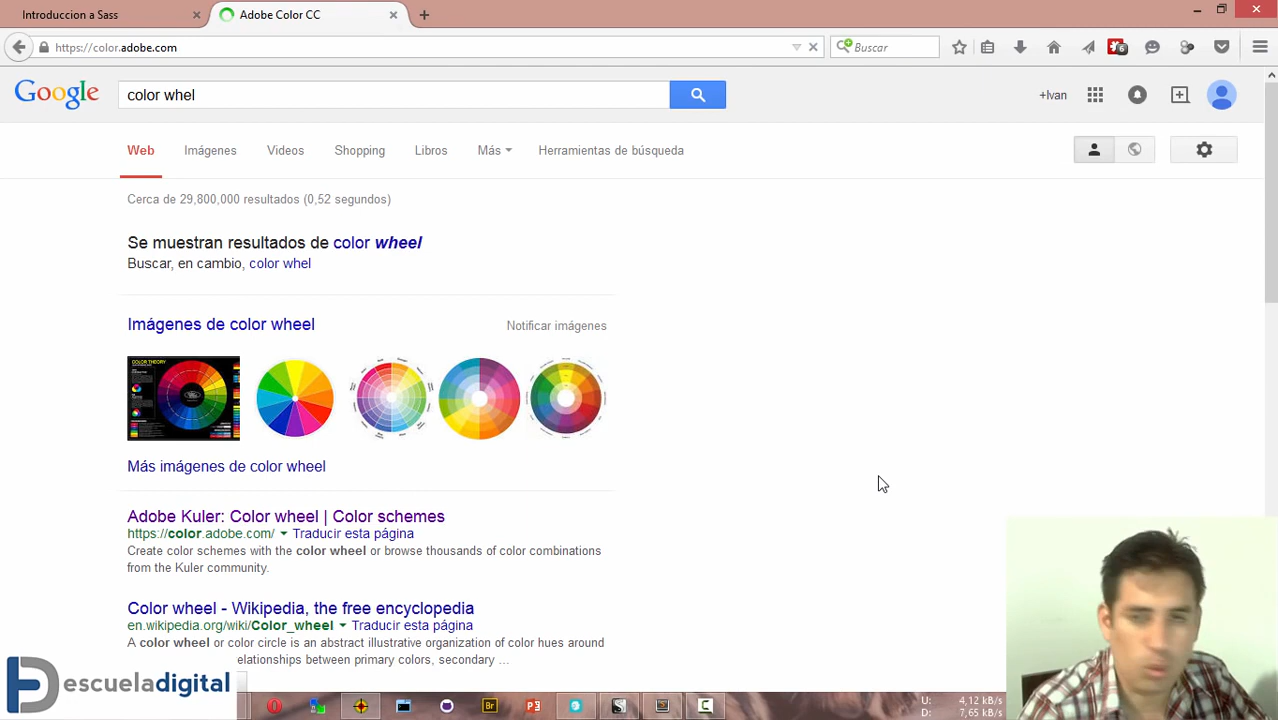 Introduccion a Sass
Adobe Color CC
https://color.adobe.com
Buscar
6
Google
color whel
+Ivan
Web
Imágenes
Videos
Shopping
Libros
Más
Herramientas de búsqueda
Cerca de 29,800,000 resultados (0,52 segundos)
Se muestran resultados de color wheel
Buscar, en cambio, color whel
Imágenes de color wheel
Notificar imágenes
COLOR THEORY
Más imágenes de color wheel
Adobe Kuler: Color wheel | Color schemes
https://color.adobe.com/ Traducir esta página
Create color schemes with the color wheel or browse thousands of color combinations
from the Kuler community.
Color wheel - Wikipedia, the free encyclopedia
en.wikipedia.org/wiki/Color_wheel Traducir esta página
A color wheel or color circle is an abstract illustrative organization of color hues around
elationships between primary colors, secondary ...
escueladigital
Br
U: 4,12 kB/s
D: 7,65 kB/s